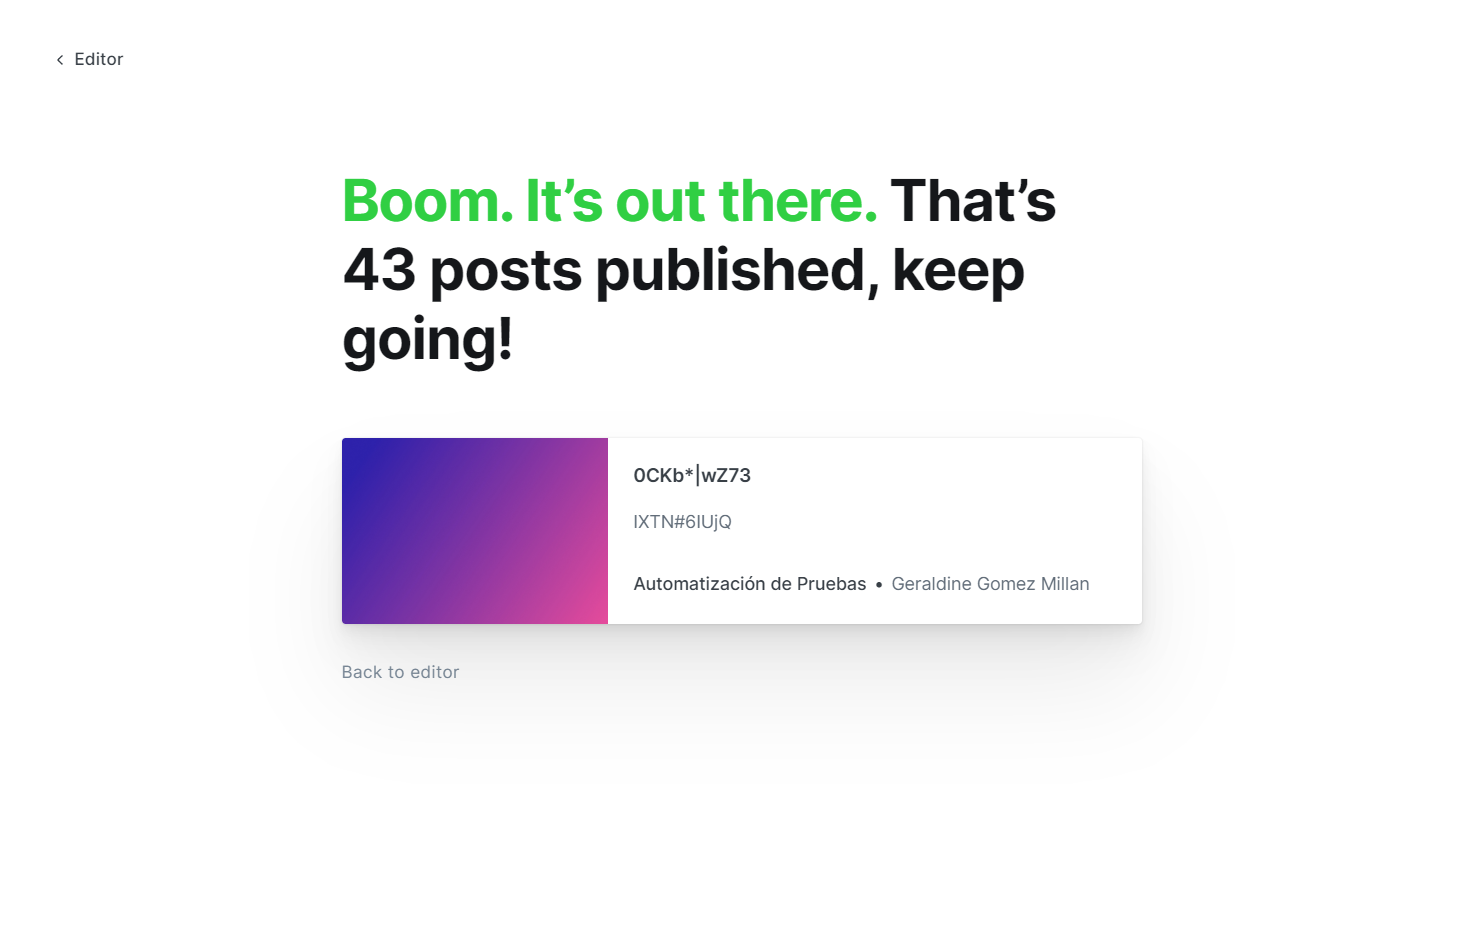 Editor
Boom. It’s out there. That’s
43 posts published, keep
going!
0CKb*|wZ73
IXTN#6IUjQ
Automatización de Pruebas • Geraldine Gomez Millan
Back to editor